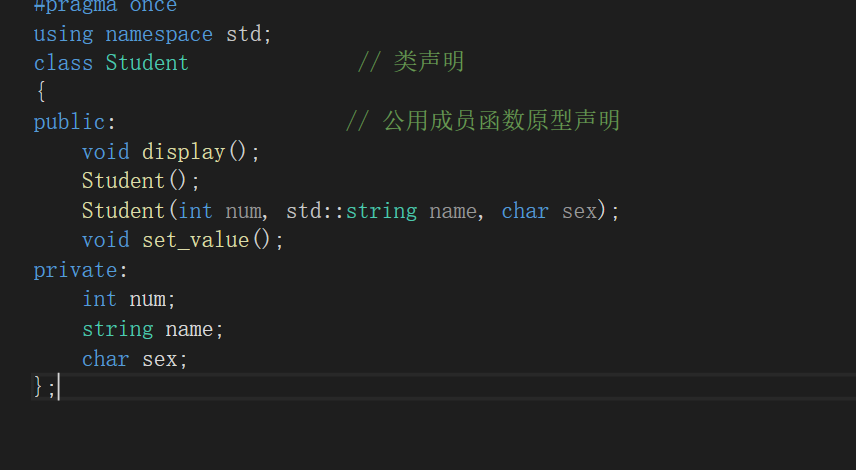 #pragma once
using namespace std;
class Student // 类声明
{
public: // 公用成员函数原型声明
void display();
Student();
Student(int num, std::string name, char sex);
void set_value();
private:
int num;
string name;
char sex;
};